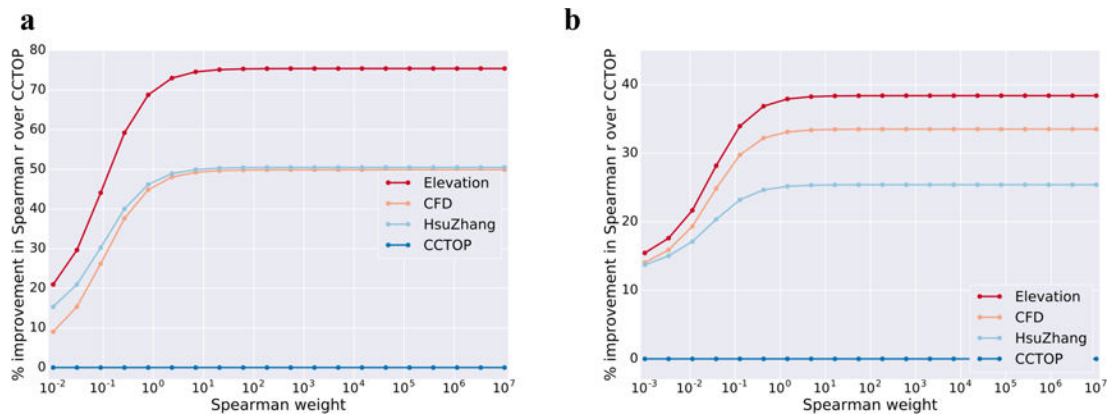 a
% improvement in Spearman r over CCTOP
80
70
60
50
40
30
20
10
0
10^-2 10^-1 10^0 10^1 10^2 10^3 10^4 10^5 10^6 10^7
Spearman weight
Elevation
CFD
HsuZhang
CCTOP
b
% improvement in Spearman r over CCTOP
40
30
20
10
0
10^-3 10^-2 10^-1 10^0 10^1 10^2 10^3 10^4 10^5 10^6 10^7
Spearman weight
Elevation
CFD
HsuZhang
CCTOP